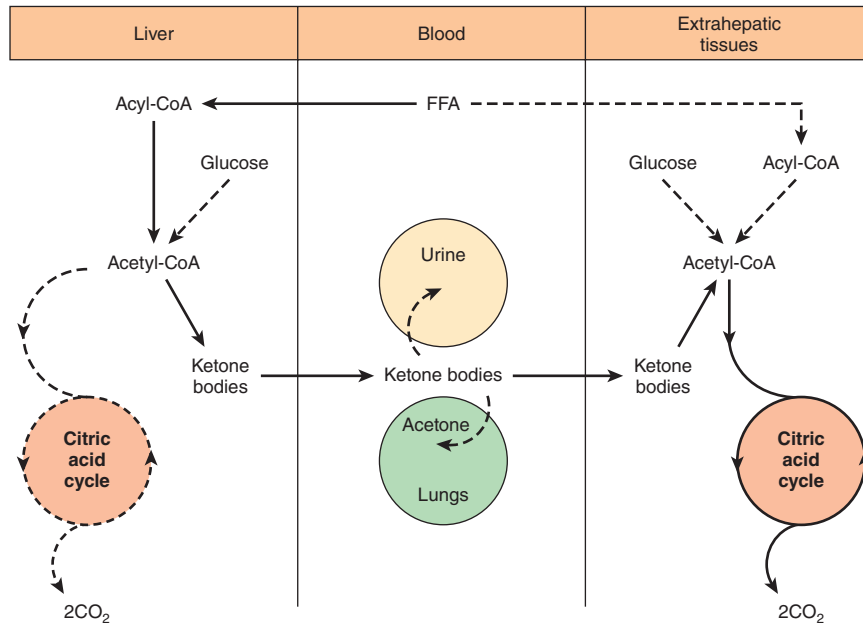 Liver
Blood
Extrahepatic
tissues
Acyl-CoA
FFA
Glucose
Glucose
Acyl-CoA
Acetyl-CoA
Urine
Acetyl-CoA
Ketone
bodies
Ketone bodies
Ketone
bodies
Citric
acid
cycle
Acetone
Lungs
Citric
acid
cycle
2CO₂
2CO₂